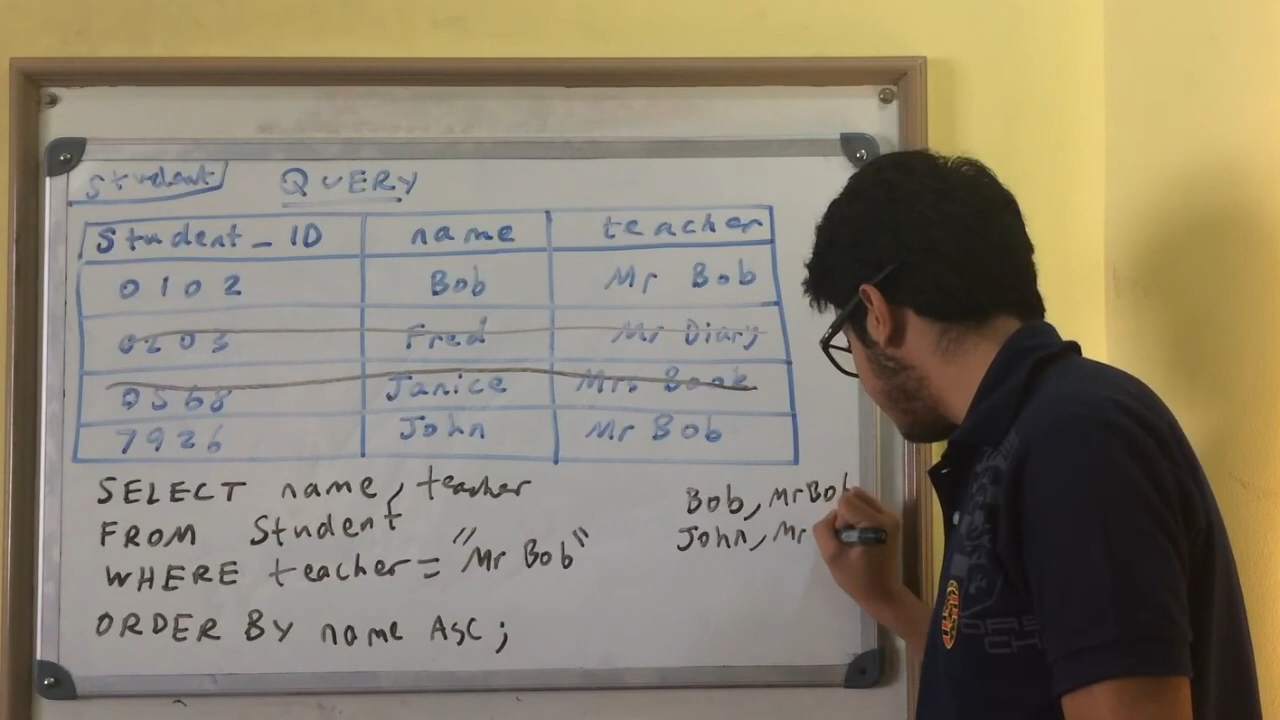 Student QUERY
Student_ID name teacher
0102 Bob Mr Bob
0203 Fred Mr Diary
0568 Janice Mrs Book
7926 John Mr Bob
SELECT name, teacher
FROM Student
WHERE teacher = "Mr Bob"
ORDER BY name ASC;
Bob, Mr Bob
John, Mr